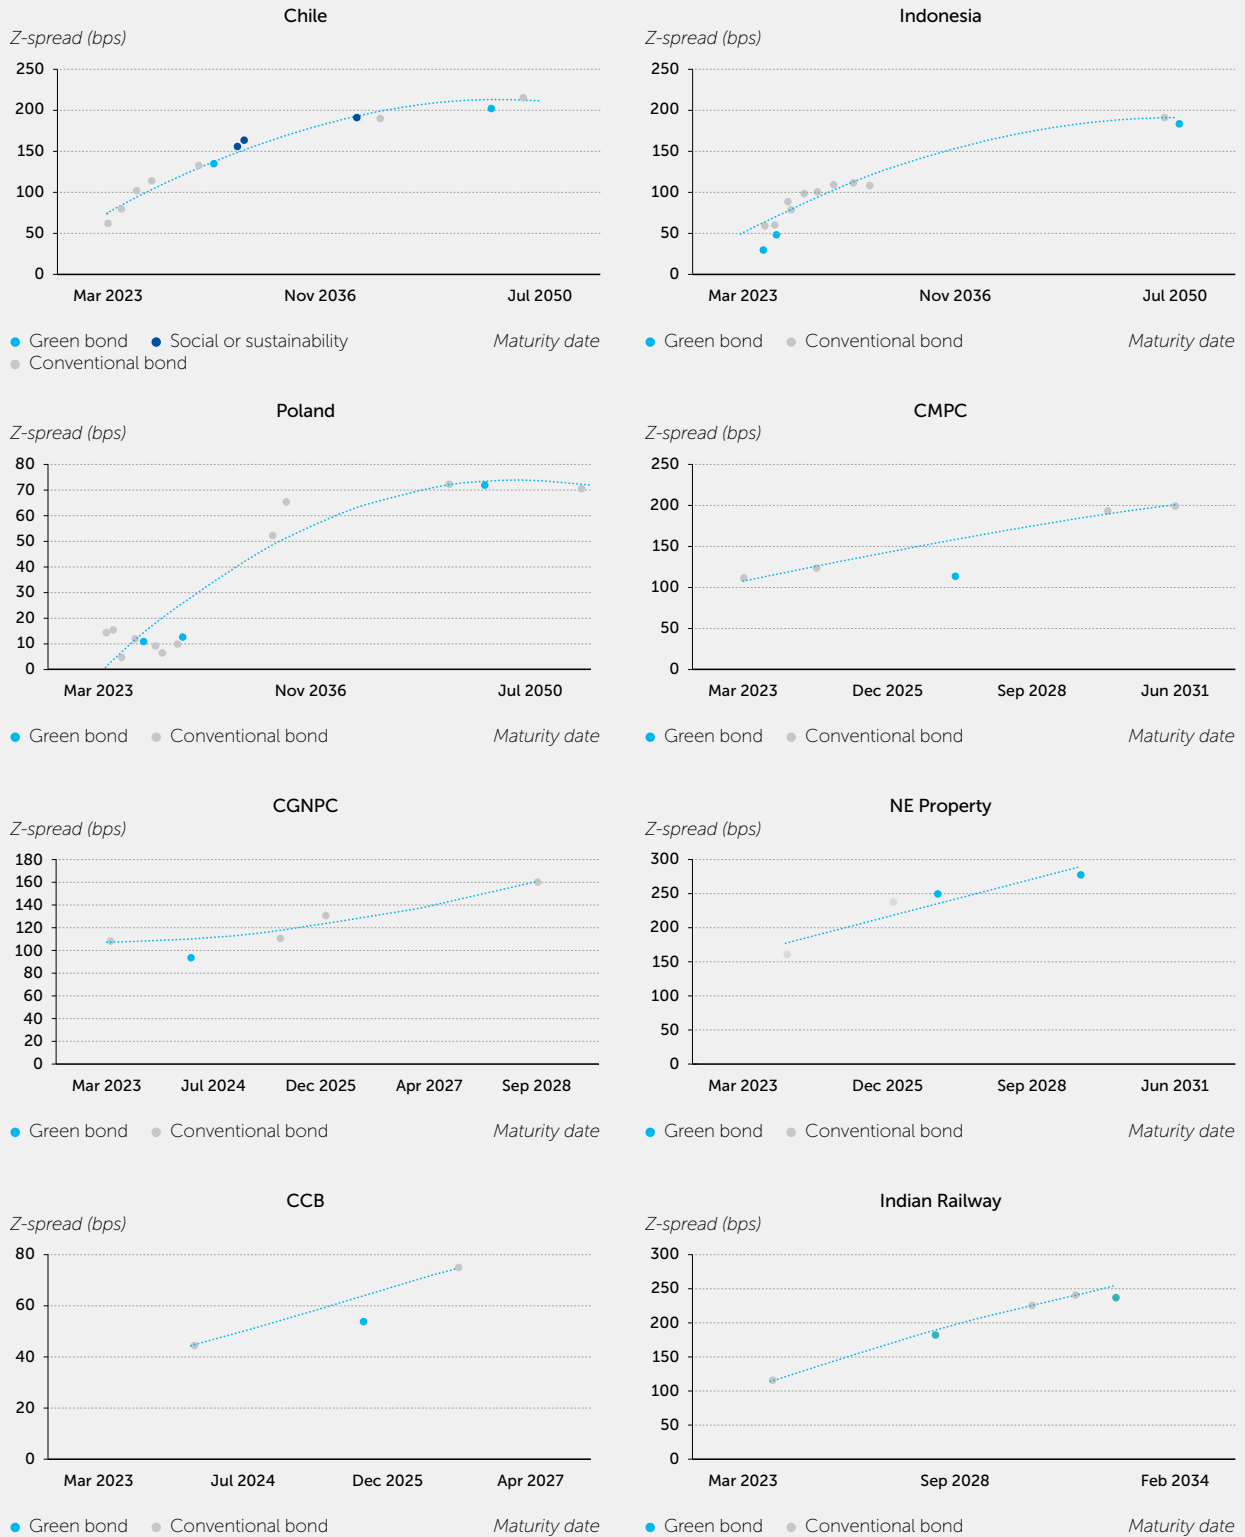 Chile
Z-spread (bps)
250
200
150
100
50
0
Mar 2023 Nov 2036 Jul 2050
Green bond Social or sustainability Maturity date
Conventional bond
Indonesia
Z-spread (bps)
250
200
150
100
50
0
Mar 2023 Nov 2036 Jul 2050
Green bond Conventional bond Maturity date
Poland
Z-spread (bps)
80
70
60
50
40
30
20
10
0
Mar 2023 Nov 2036 Jul 2050
Green bond Conventional bond Maturity date
CMPC
Z-spread (bps)
250
200
150
100
50
0
Mar 2023 Dec 2025 Sep 2028 Jun 2031
Green bond Conventional bond Maturity date
CGNPC
Z-spread (bps)
180
160
140
120
100
80
60
40
20
0
Mar 2023 Jul 2024 Dec 2025 Apr 2027 Sep 2028
Green bond Conventional bond Maturity date
NE Property
Z-spread (bps)
300
250
200
150
100
50
0
Mar 2023 Dec 2025 Sep 2028 Jun 2031
Green bond Conventional bond Maturity date
CCB
Z-spread (bps)
80
60
40
20
0
Mar 2023 Jul 2024 Dec 2025 Apr 2027
Green bond Conventional bond Maturity date
Indian Railway
Z-spread (bps)
300
250
200
150
100
50
0
Mar 2023 Sep 2028 Feb 2034
Green bond Conventional bond Maturity date